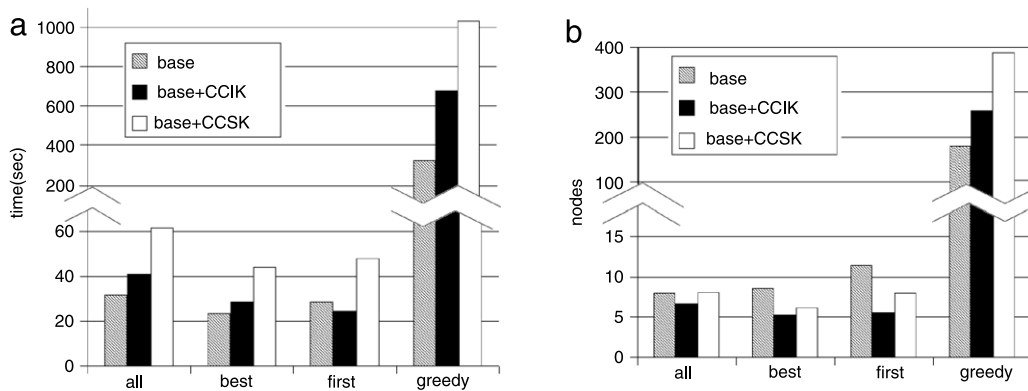 a
1000
800
600
400
200
60
40
20
0
time(sec)
base
base+CCIK
base+CCSK
all
best
first
greedy
b
400
300
200
100
15
10
5
0
nodes
base
base+CCIK
base+CCSK
all
best
first
greedy